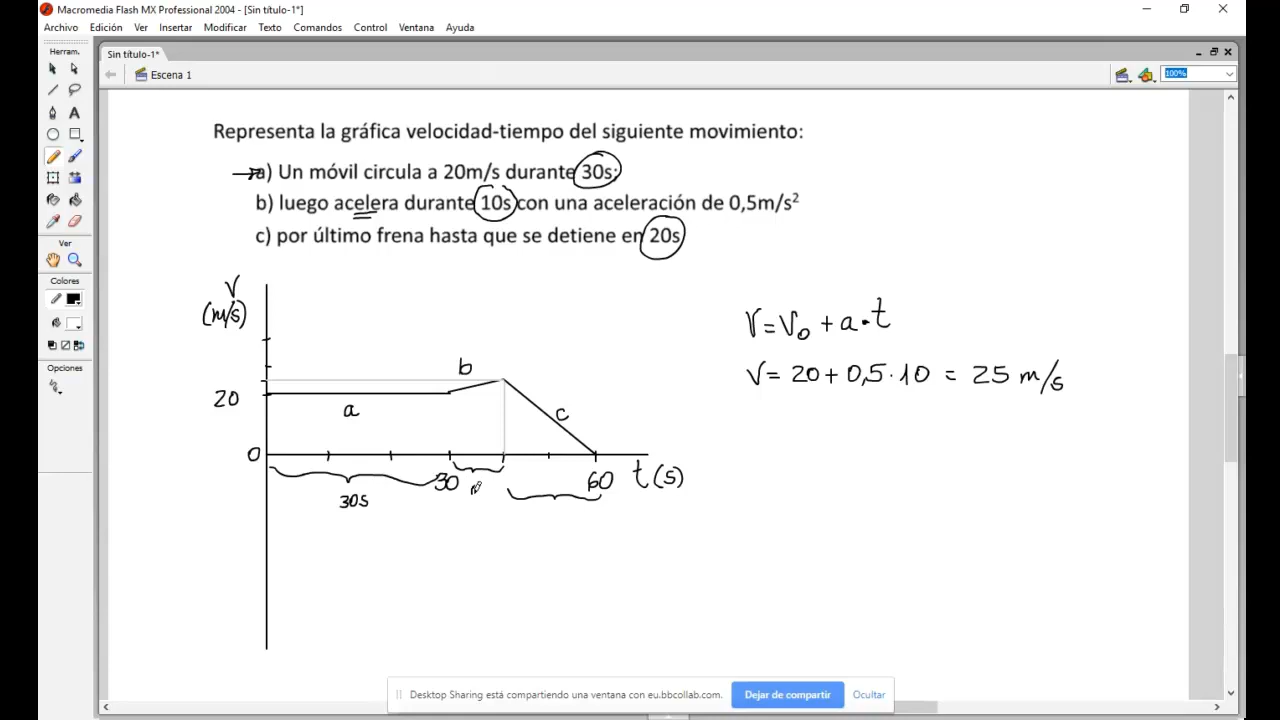 Macromedia Flash MX Professional 2004 - [Sin título-1*]
Archivo Edición Ver Insertar Modificar Texto Comandos Control Ventana Ayuda
Herram.
Sin título-1*
Escena 1
100%
Ver
Colores
Opciones
Representa la gráfica velocidad-tiempo del siguiente movimiento:
a) Un móvil circula a 20m/s durante 30s;
b) luego acelera durante 10s con una aceleración de 0,5m/s²
c) por último frena hasta que se detiene en 20s
V
(m/s)
20
0
a
b
c
30
60
t (s)
30s
V = V₀ + a · t
V = 20 + 0,5 · 10 = 25 m/s
Desktop Sharing está compartiendo una ventana con eu.bbcollab.com.
Dejar de compartir
Ocultar